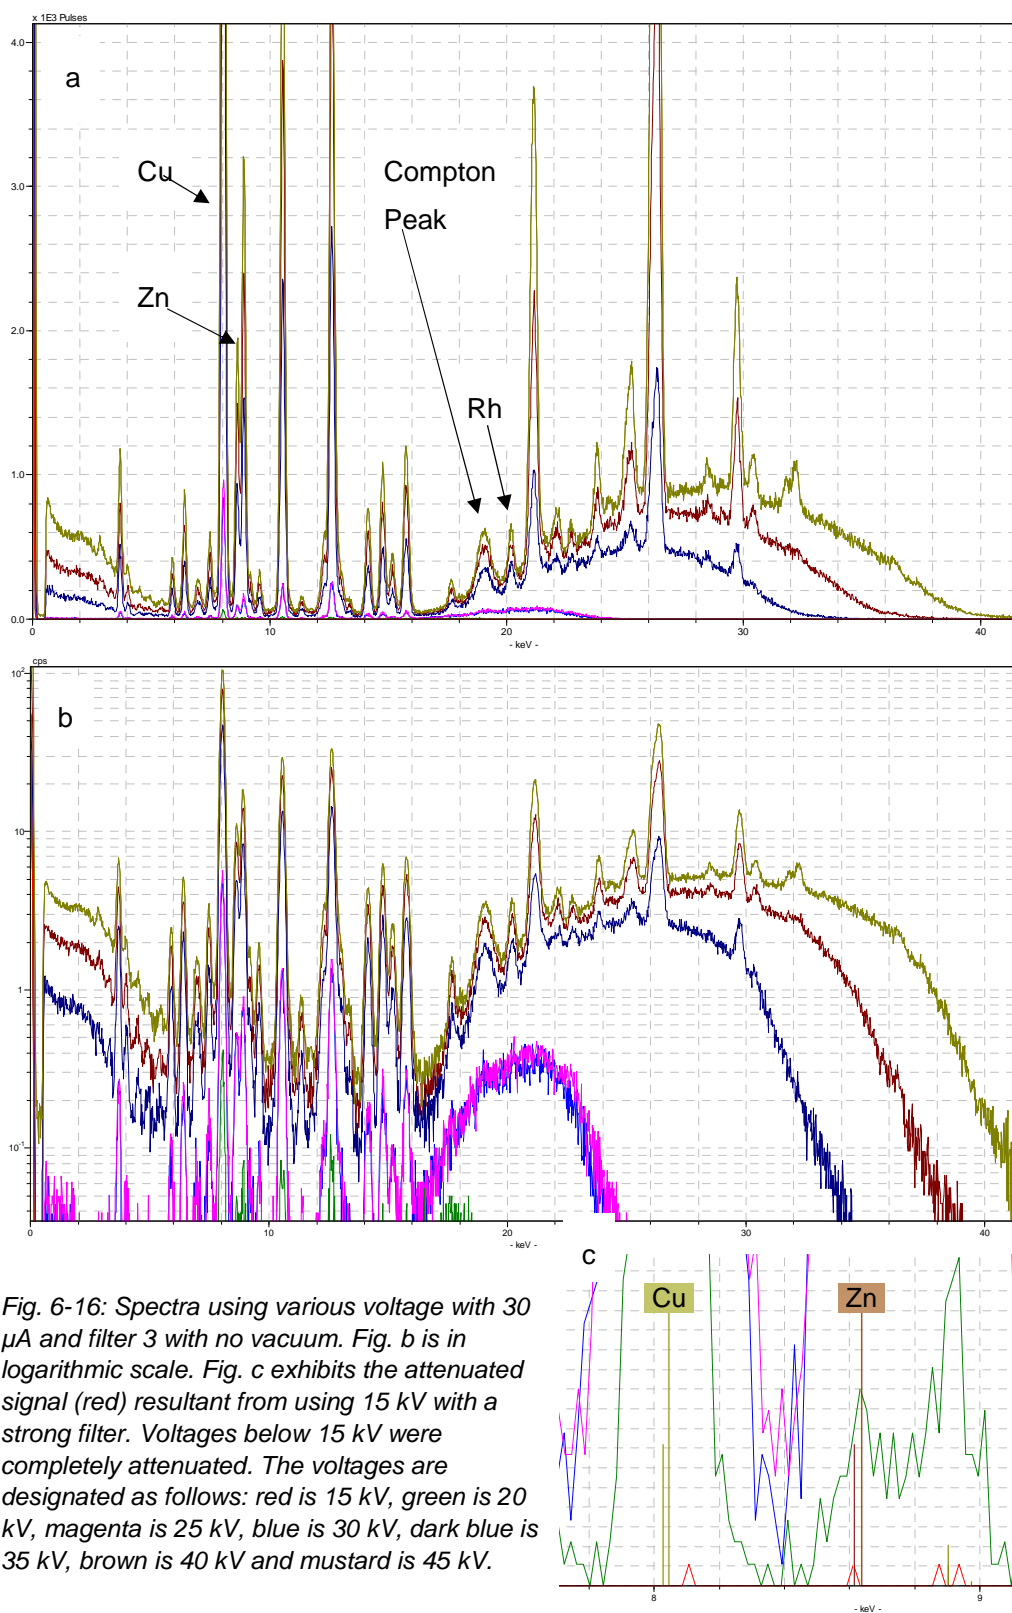 x 1E3 Pulses
4.0
a
Cu
Compton
3.0
Peak
Zn
2.0
Rh
1.0
0.0
0 10 20 30 40
- keV -
cps
10²
b
10
1
10⁻¹
0 10 20 30 40
- keV -
c
Cu Zn
8 9
- keV -
Fig. 6-16: Spectra using various voltage with 30
µA and filter 3 with no vacuum. Fig. b is in
logarithmic scale. Fig. c exhibits the attenuated
signal (red) resultant from using 15 kV with a
strong filter. Voltages below 15 kV were
completely attenuated. The voltages are
designated as follows: red is 15 kV, green is 20
kV, magenta is 25 kV, blue is 30 kV, dark blue is
35 kV, brown is 40 kV and mustard is 45 kV.